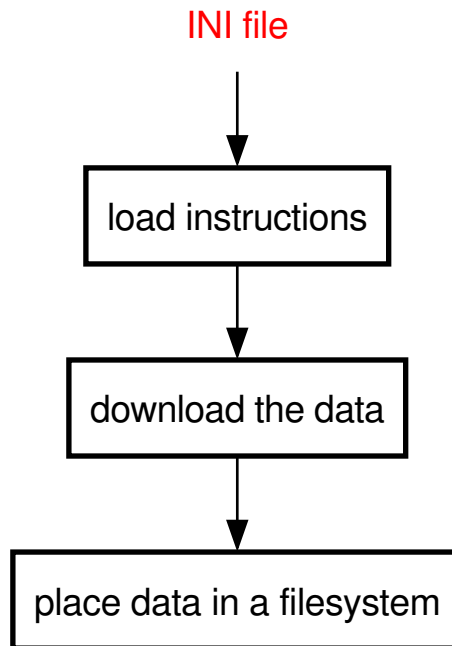 INI file
load instructions
download the data
place data in a filesystem